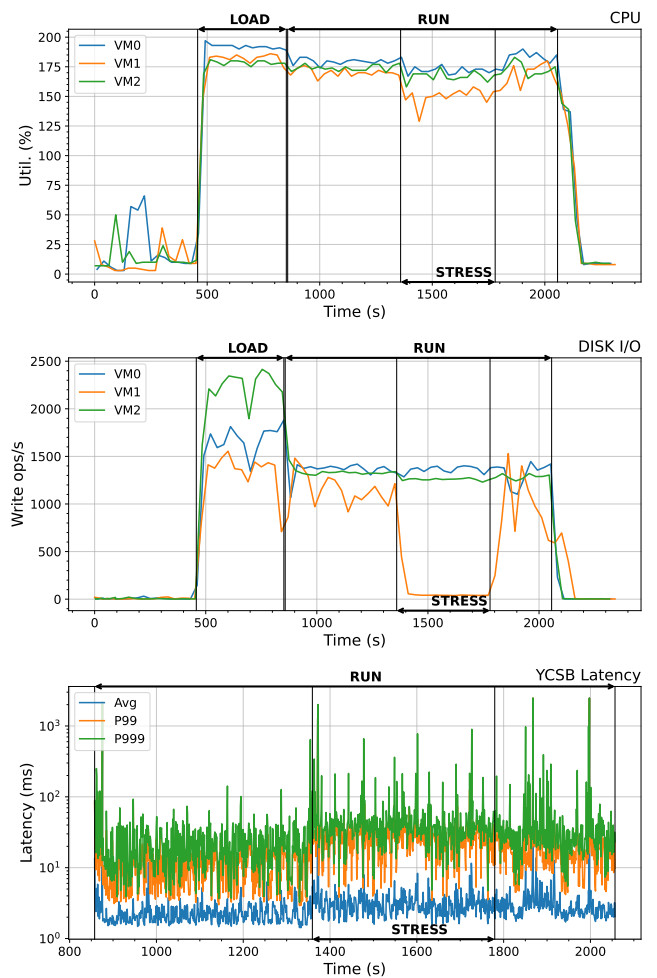 LOAD RUN CPU
200
175
150
125
100
75
50
25
0
Util. (%)
VM0
VM1
VM2
STRESS
0 500 1000 1500 2000
Time (s)
LOAD RUN DISK I/O
2500
2000
1500
1000
500
0
Write ops/s
VM0
VM1
VM2
STRESS
0 500 1000 1500 2000
Time (s)
RUN YCSB Latency
10³
10²
10¹
10⁰
Latency (ms)
Avg
P99
P999
STRESS
800 1000 1200 1400 1600 1800 2000
Time (s)